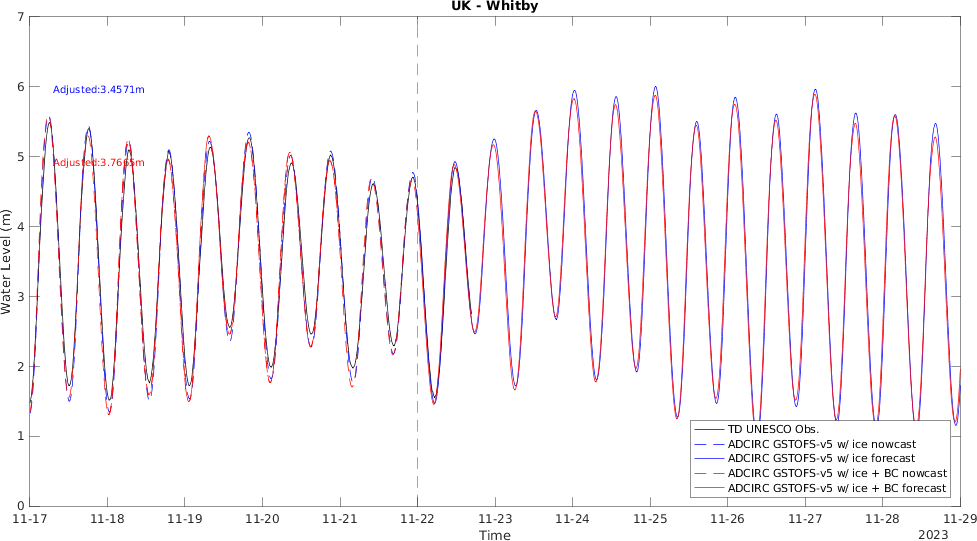 UK - Whitby
7
6
5
4
3
2
1
0
Water Level (m)
Adjusted:3.4571m
Adjusted:3.7665m
TD UNESCO Obs.
ADCIRC GSTOFS-v5 w/ ice nowcast
ADCIRC GSTOFS-v5 w/ ice forecast
ADCIRC GSTOFS-v5 w/ ice + BC nowcast
ADCIRC GSTOFS-v5 w/ ice + BC forecast
11-17 11-18 11-19 11-20 11-21 11-22 11-23 11-24 11-25 11-26 11-27 11-28 11-29
Time
2023